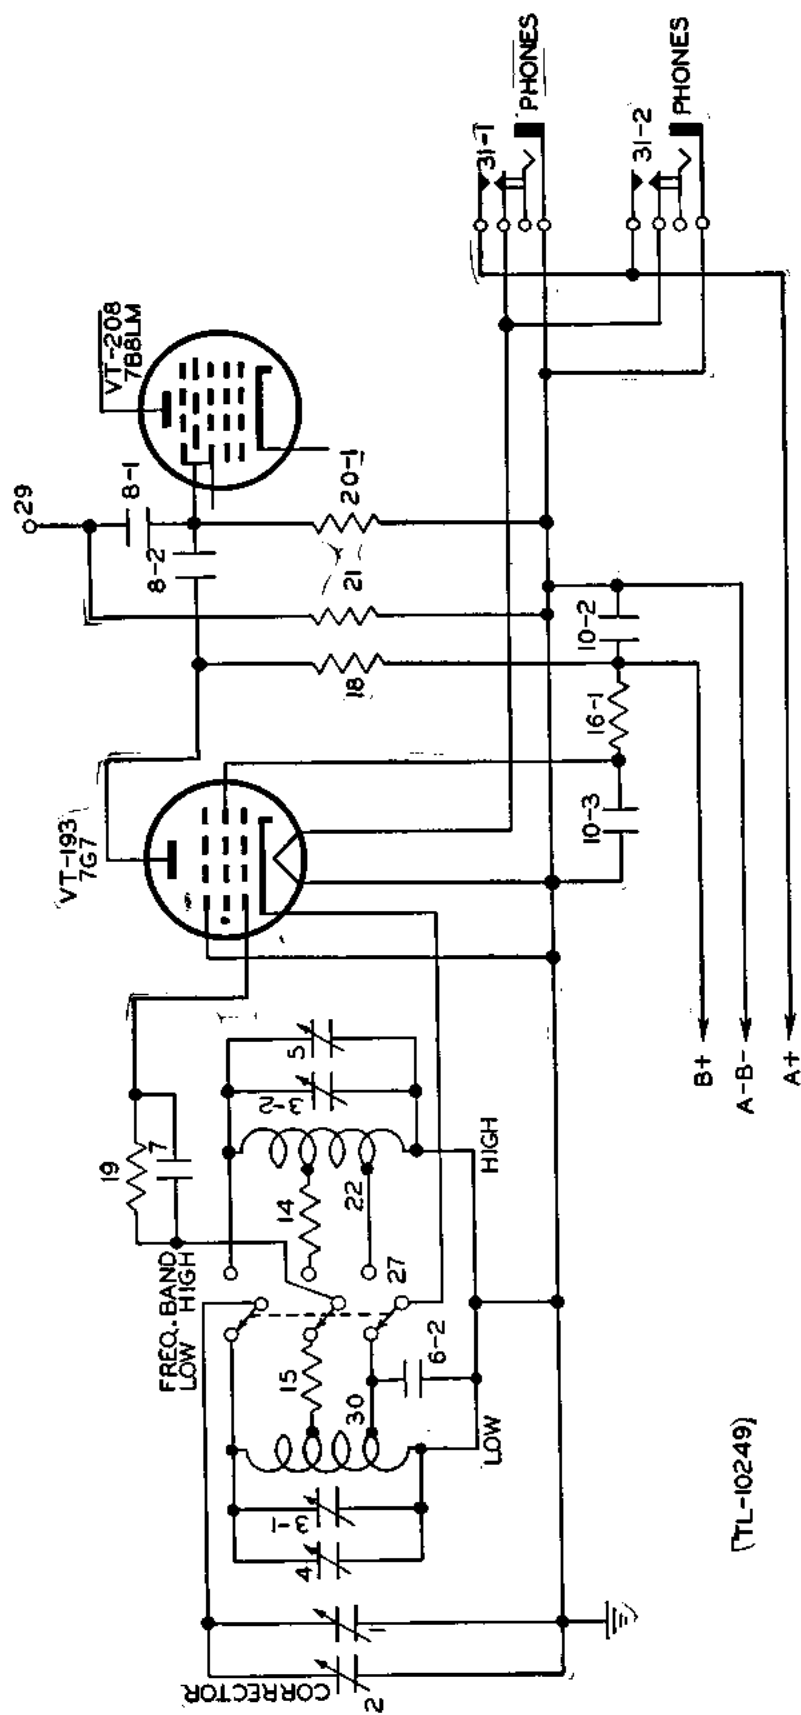 PHONES
PHONES
31-1
31-2
VT-208
7B8LM
29
8-1
8-2
20-1
21
18
10-2
16-1
10-3
VT-193
7G7
19
7
5
3-2
14
22
HIGH
27
FREQ. BAND
LOW HIGH
15
30
6-2
LOW
3-1
4
1
2
CORRECTOR
B+
A-B-
A+
TL-10249